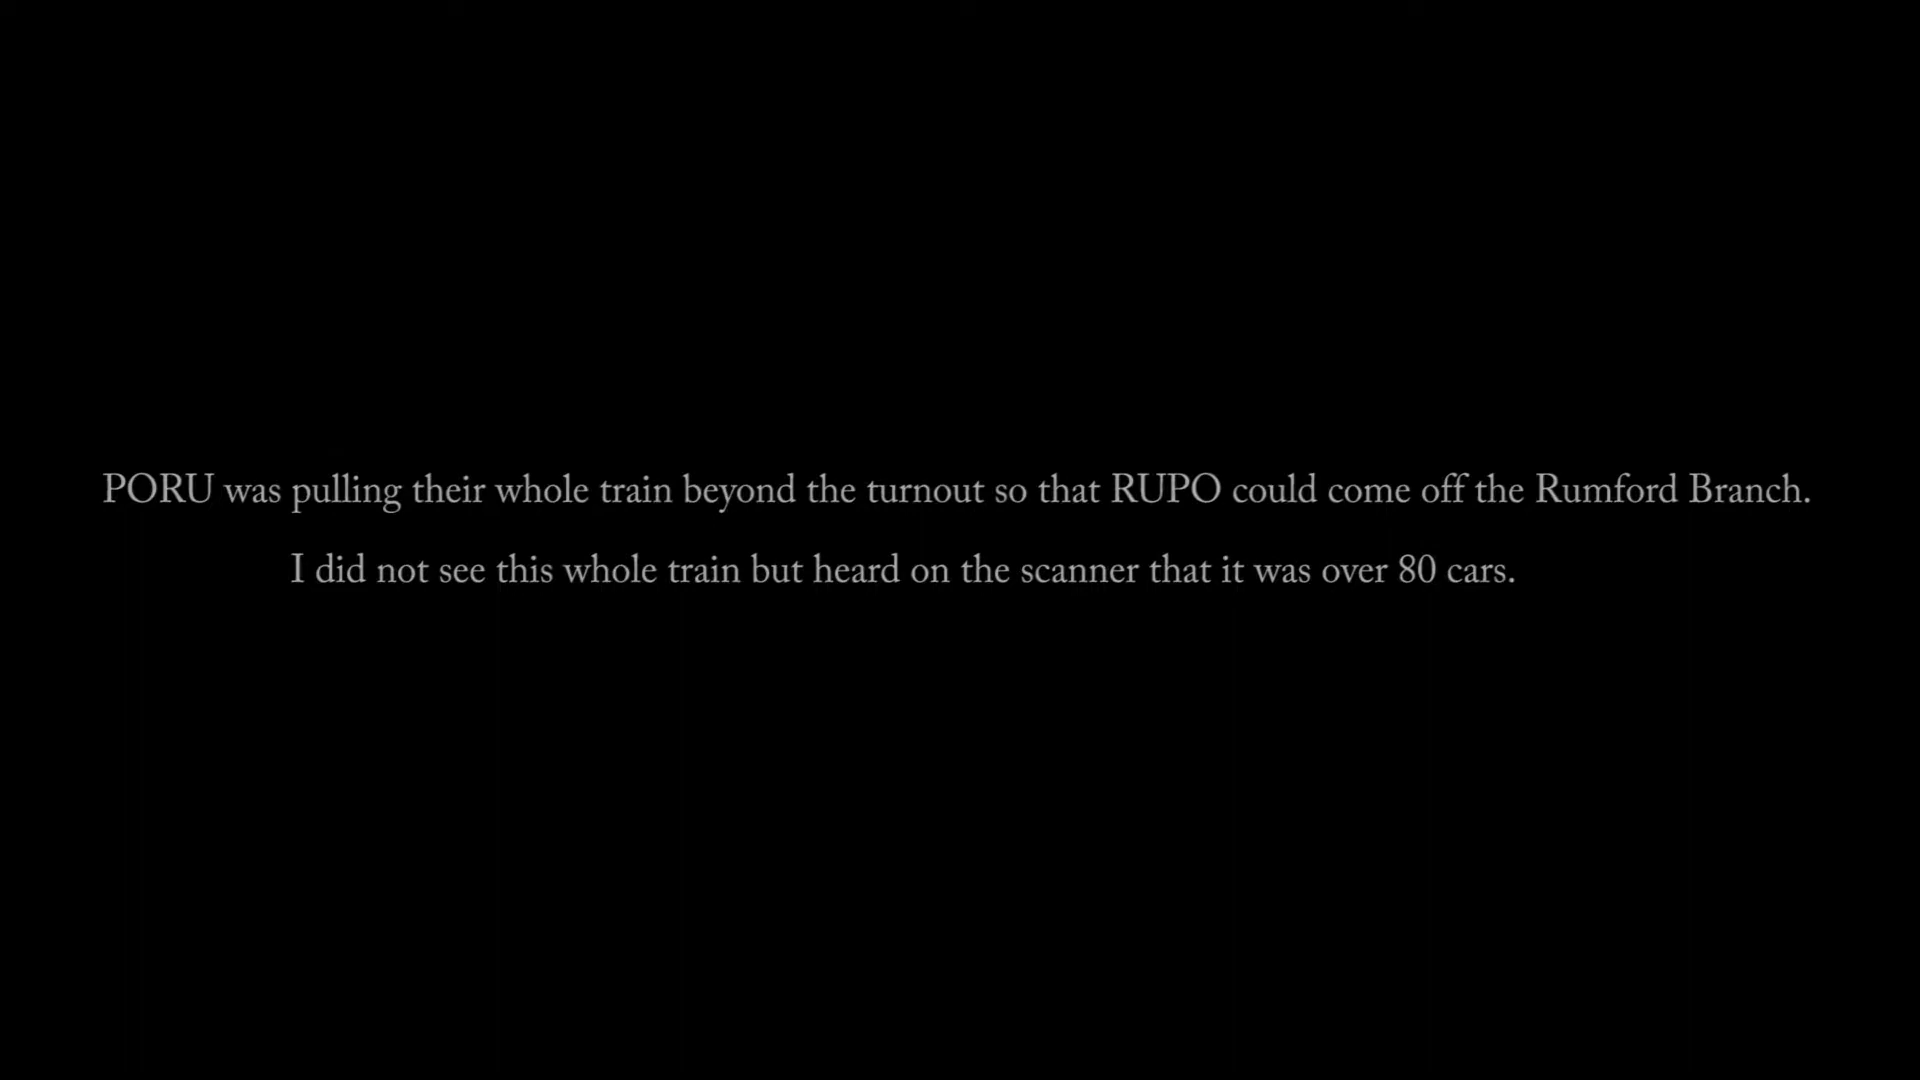 PORU was pulling their whole train beyond the turnout so that RUPO could come off the Rumford Branch.
I did not see this whole train but heard on the scanner that it was over 80 cars.